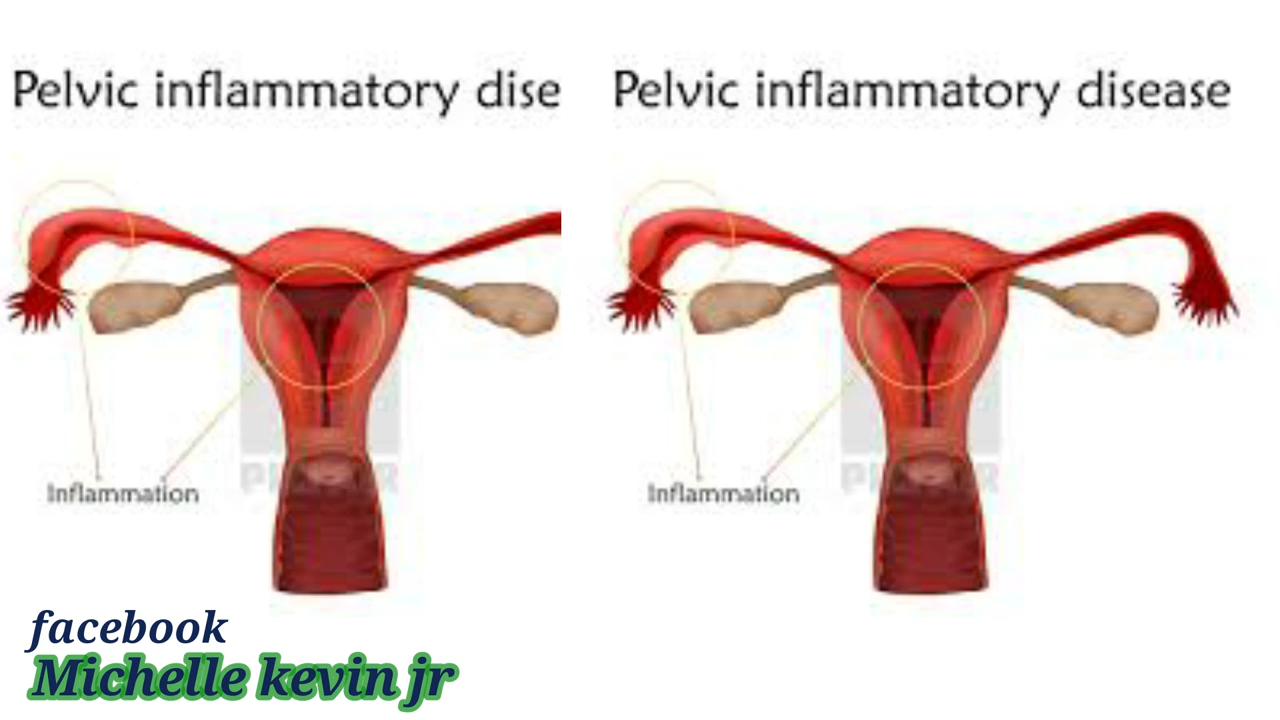 Pelvic inflammatory dise
Inflammation
Pelvic inflammatory disease
Inflammation
facebook
Michelle kevin jr